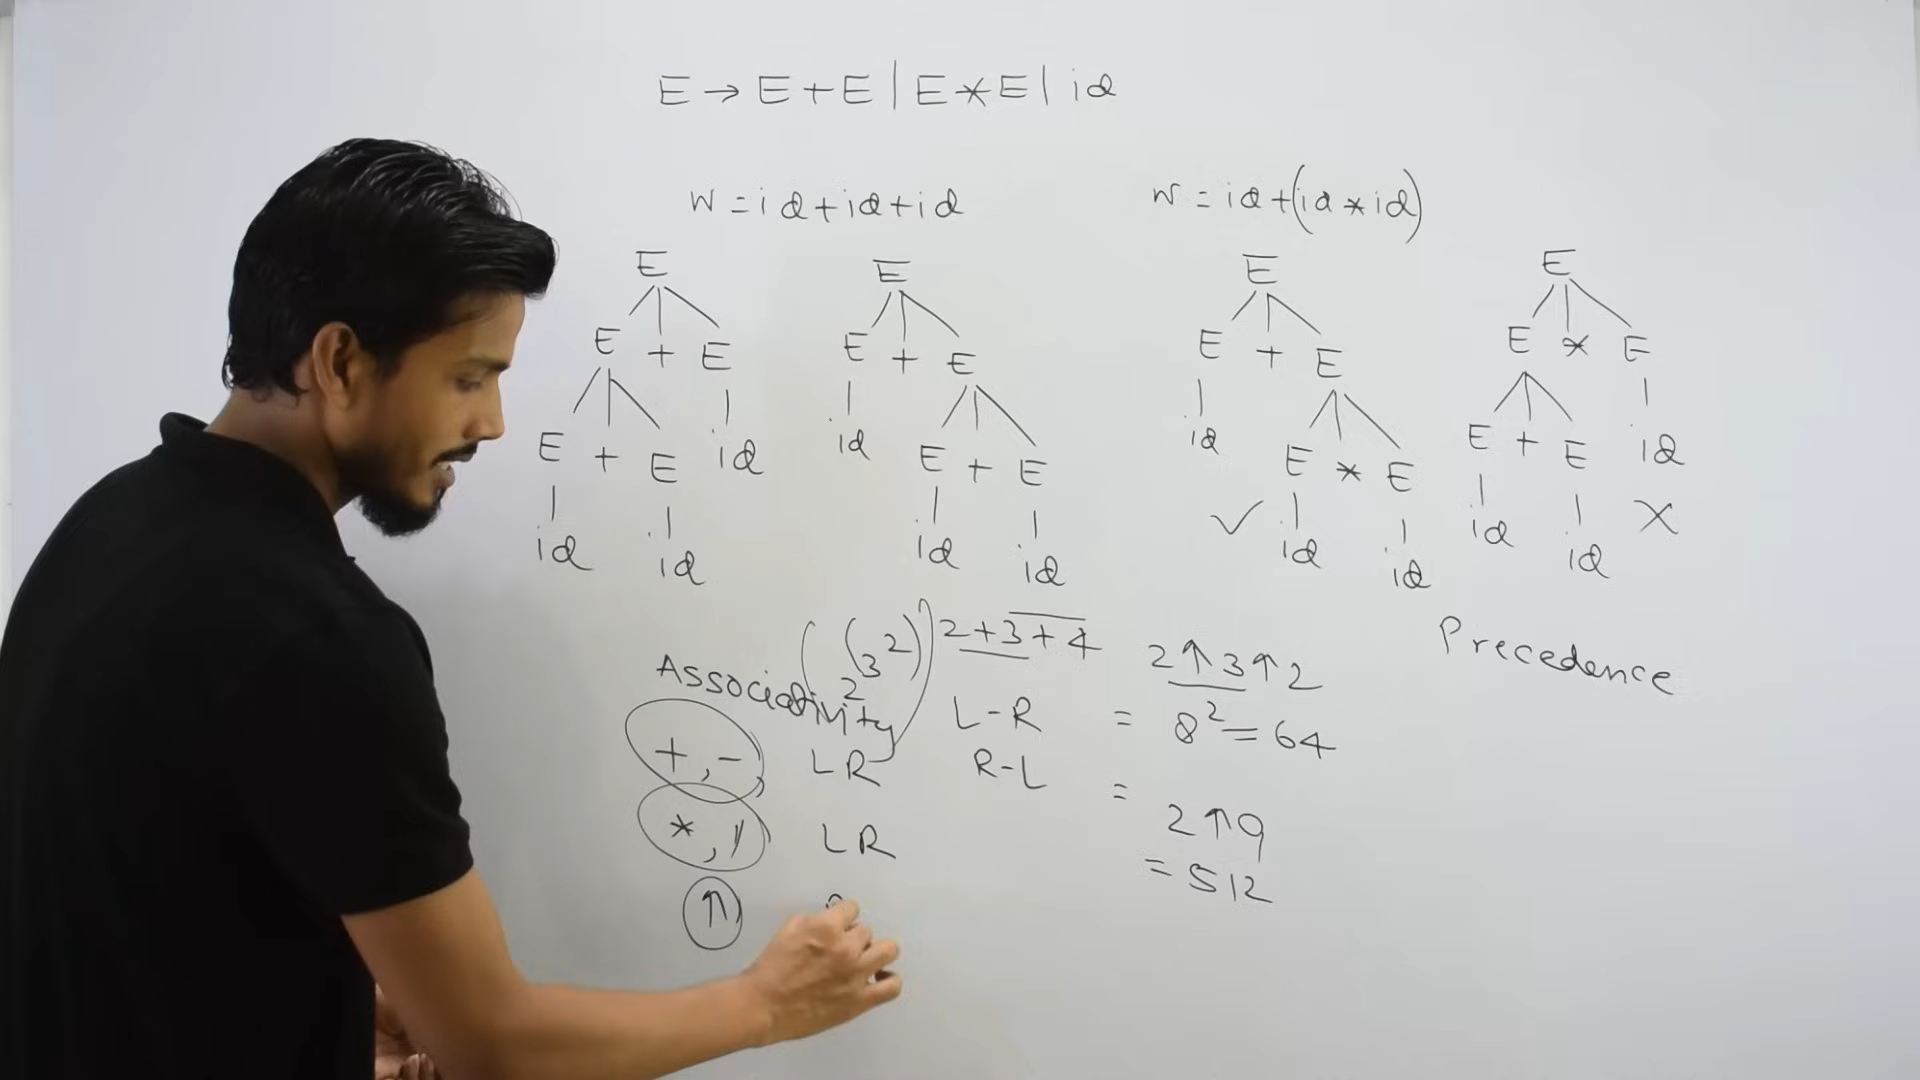 E → E + E | E * E | id
w = id + id + id
w = id + (id * id)
E
E + E
E + E id
id id
E
E + E
id E + E
id id
E
E + E
id E * E
✓ id id
E
E * E
E + E id
id id X
Associativity
(2(3^2))
2+3+4
L-R
R-L
+, - LR
*, / LR
↑ R
2↑3↑2
= 8^2 = 64
= 2↑9
= 512
Precedence